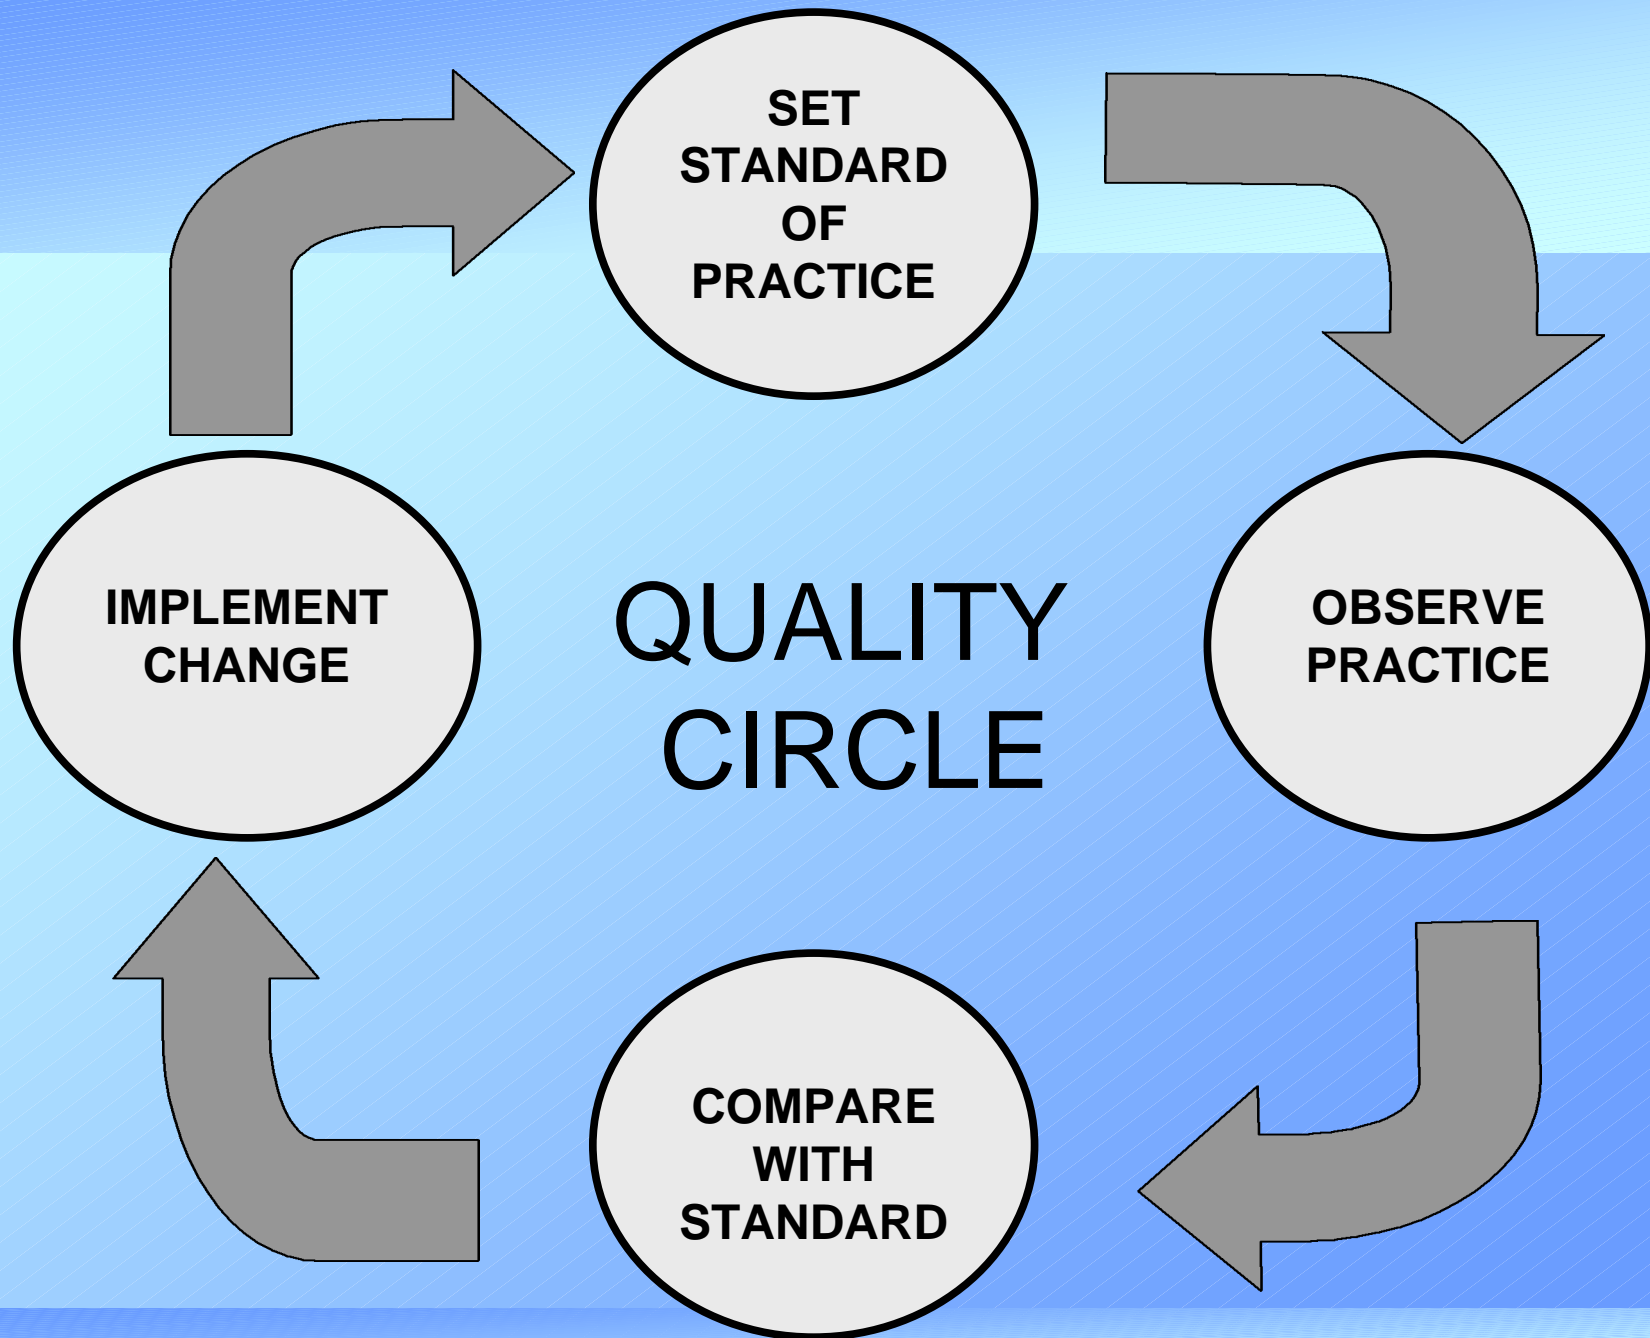 SET
STANDARD
OF
PRACTICE
IMPLEMENT
CHANGE
QUALITY
CIRCLE
OBSERVE
PRACTICE
COMPARE
WITH
STANDARD